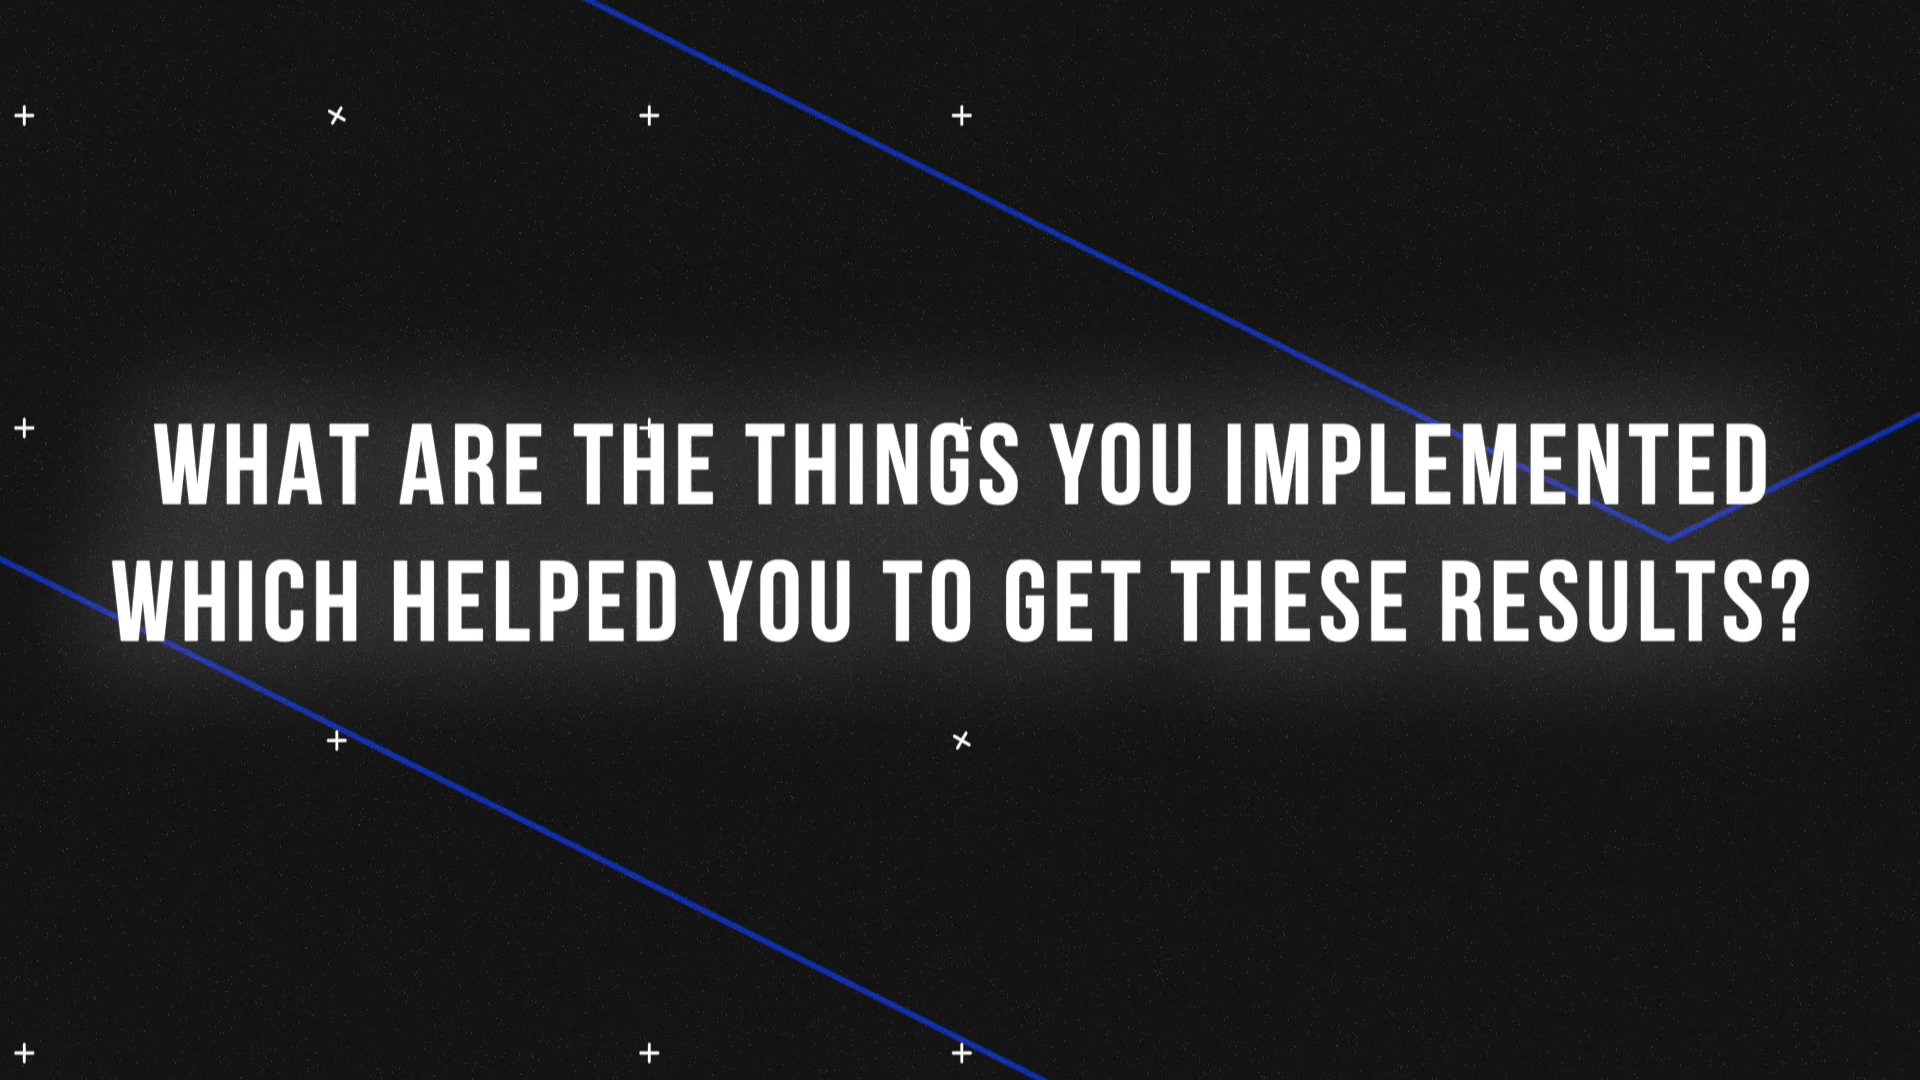 WHAT ARE THE THINGS YOU IMPLEMENTED
WHICH HELPED YOU TO GET THESE RESULTS?